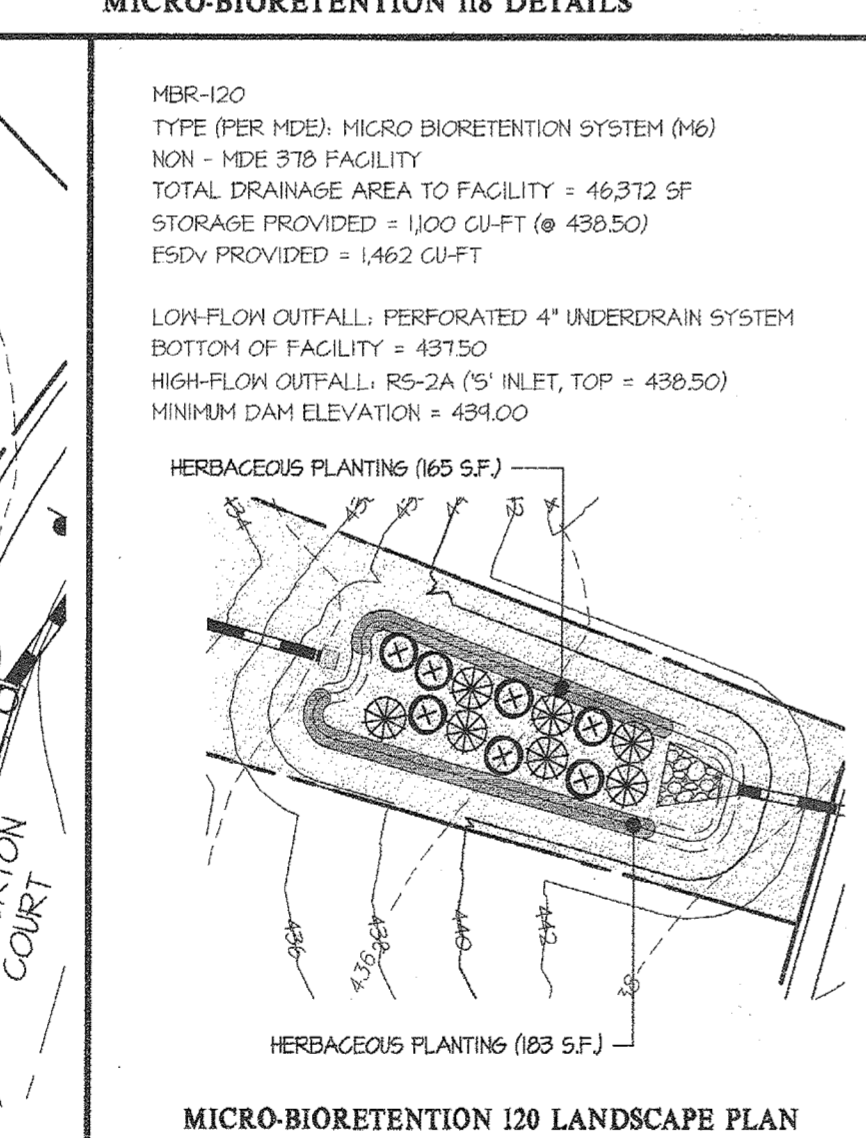 MICRO-BIORETENTION 118 DETAILS
MBR-120
TYPE (PER MDE): MICRO BIORETENTION SYSTEM (M6)
NON - MDE 378 FACILITY
TOTAL DRAINAGE AREA TO FACILITY = 46,372 SF
STORAGE PROVIDED = 1,100 CU-FT (@ 438.50)
ESDv PROVIDED = 1,462 CU-FT
LOW-FLOW OUTFALL: PERFORATED 4" UNDERDRAIN SYSTEM
BOTTOM OF FACILITY = 437.50
HIGH-FLOW OUTFALL: RS-2A ('S' INLET, TOP = 438.50)
MINIMUM DAM ELEVATION = 439.00
HERBACEOUS PLANTING (165 S.F.)
434
COURT
436
438
436
440
442
38
HERBACEOUS PLANTING (183 S.F.)
MICRO-BIORETENTION 120 LANDSCAPE PLAN